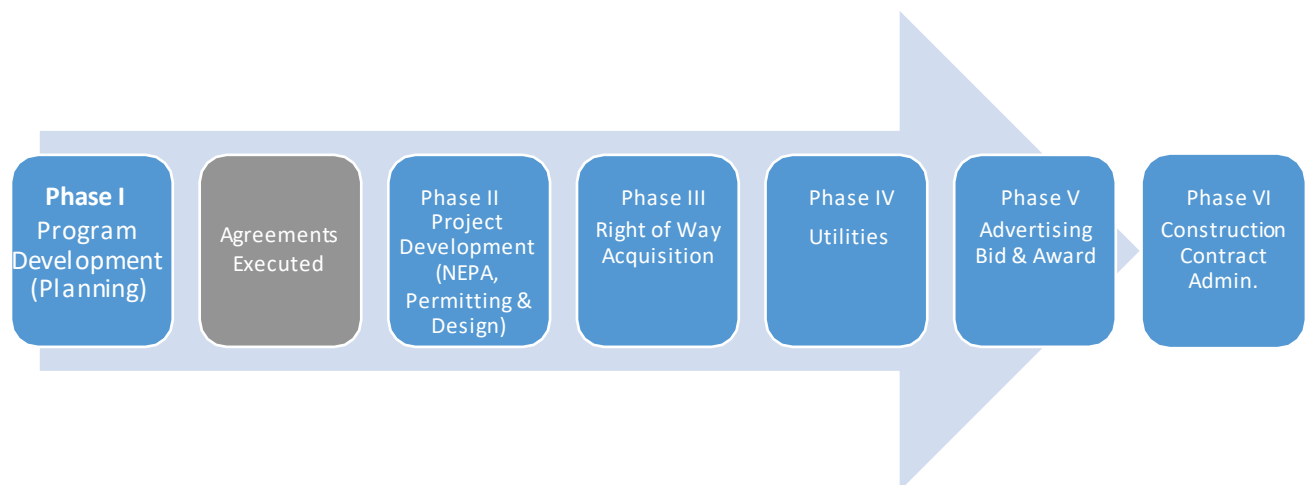 Phase I
Program
Development
(Planning)
Agreements
Executed
Phase II
Project
Development
(NEPA,
Permitting &
Design)
Phase III
Right of Way
Acquisition
Phase IV
Utilities
Phase V
Advertising
Bid & Award
Phase VI
Construction
Contract
Admin.